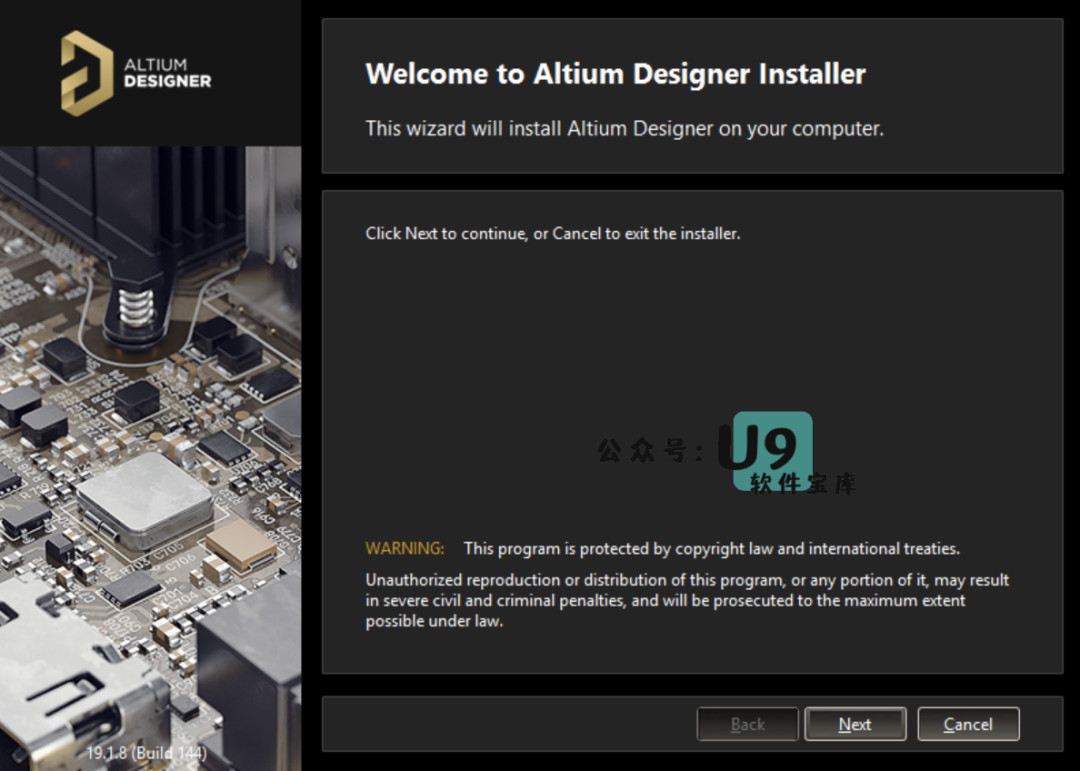 ALTIUM
DESIGNER
Welcome to Altium Designer Installer
This wizard will install Altium Designer on your computer.
Click Next to continue, or Cancel to exit the installer.
公众号：U9
软件宝库
WARNING: This program is protected by copyright law and international treaties.
Unauthorized reproduction or distribution of this program, or any portion of it, may result
in severe civil and criminal penalties, and will be prosecuted to the maximum extent
possible under law.
Back Next Cancel
19.1.8 (Build 144)